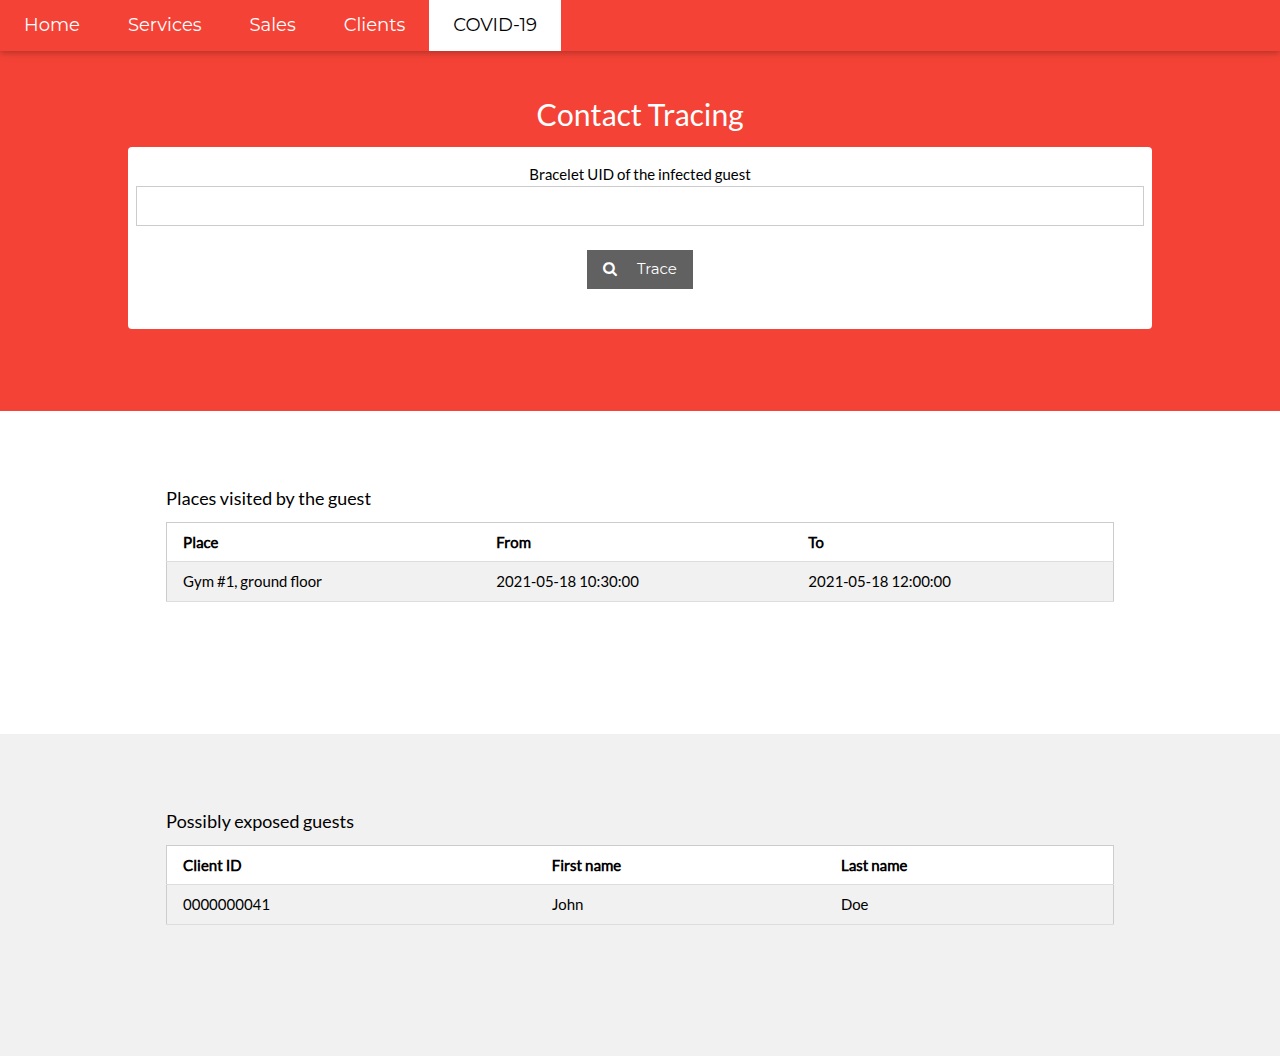 Home Services Sales Clients COVID-19
Contact Tracing
Bracelet UID of the infected guest
Trace
Places visited by the guest
Place From To
Gym #1, ground floor 2021-05-18 10:30:00 2021-05-18 12:00:00
Possibly exposed guests
Client ID First name Last name
0000000041 John Doe